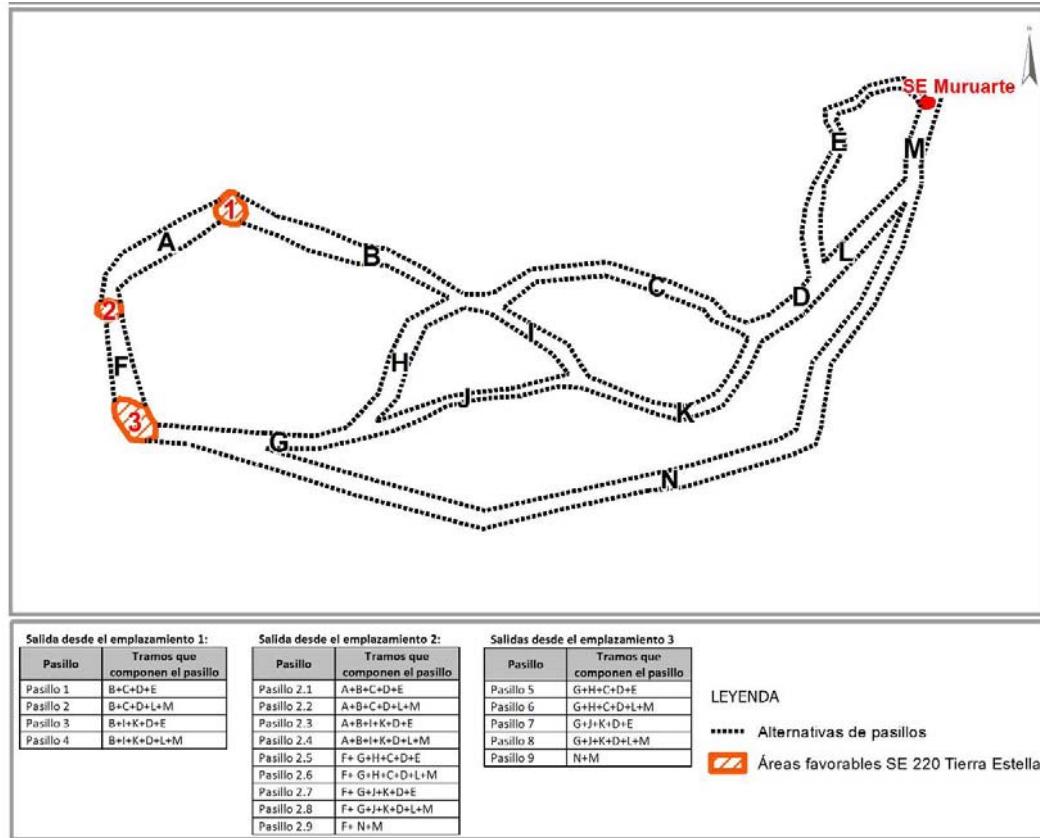 N
SE Muruarte
E
M
1
A
B
L
C
D
2
I
F
H
J
3
K
G
N
Salida desde el emplazamiento 1:
Pasillo Tramos que componen el pasillo
Pasillo 1 B+C+D+E
Pasillo 2 B+C+D+L+M
Pasillo 3 B+I+K+D+E
Pasillo 4 B+I+K+D+L+M
Salida desde el emplazamiento 2:
Pasillo Tramos que componen el pasillo
Pasillo 2.1 A+B+C+D+E
Pasillo 2.2 A+B+C+D+L+M
Pasillo 2.3 A+B+I+K+D+E
Pasillo 2.4 A+B+I+K+D+L+M
Pasillo 2.5 F+ G+H+C+D+E
Pasillo 2.6 F+ G+H+C+D+L+M
Pasillo 2.7 F+ G+J+K+D+E
Pasillo 2.8 F+ G+J+K+D+L+M
Pasillo 2.9 F+ N+M
Salidas desde el emplazamiento 3
Pasillo Tramos que componen el pasillo
Pasillo 5 G+H+C+D+E
Pasillo 6 G+H+C+D+L+M
Pasillo 7 G+J+K+D+E
Pasillo 8 G+J+K+D+L+M
Pasillo 9 N+M
LEYENDA
Alternativas de pasillos
Áreas favorables SE 220 Tierra Estella